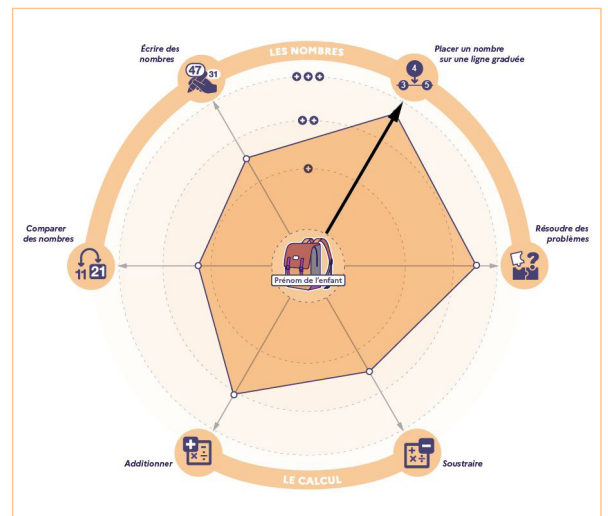 Écrire des
nombres
47
31
LES NOMBRES
Placer un nombre
sur une ligne graduée
4
3
5
+++
++
+
Comparer
des nombres
11 21
Résoudre des
problèmes
?
Prénom de l'enfant
Additionner
+
+ -
× ÷
LE CALCUL
-
+ -
× ÷
Soustraire